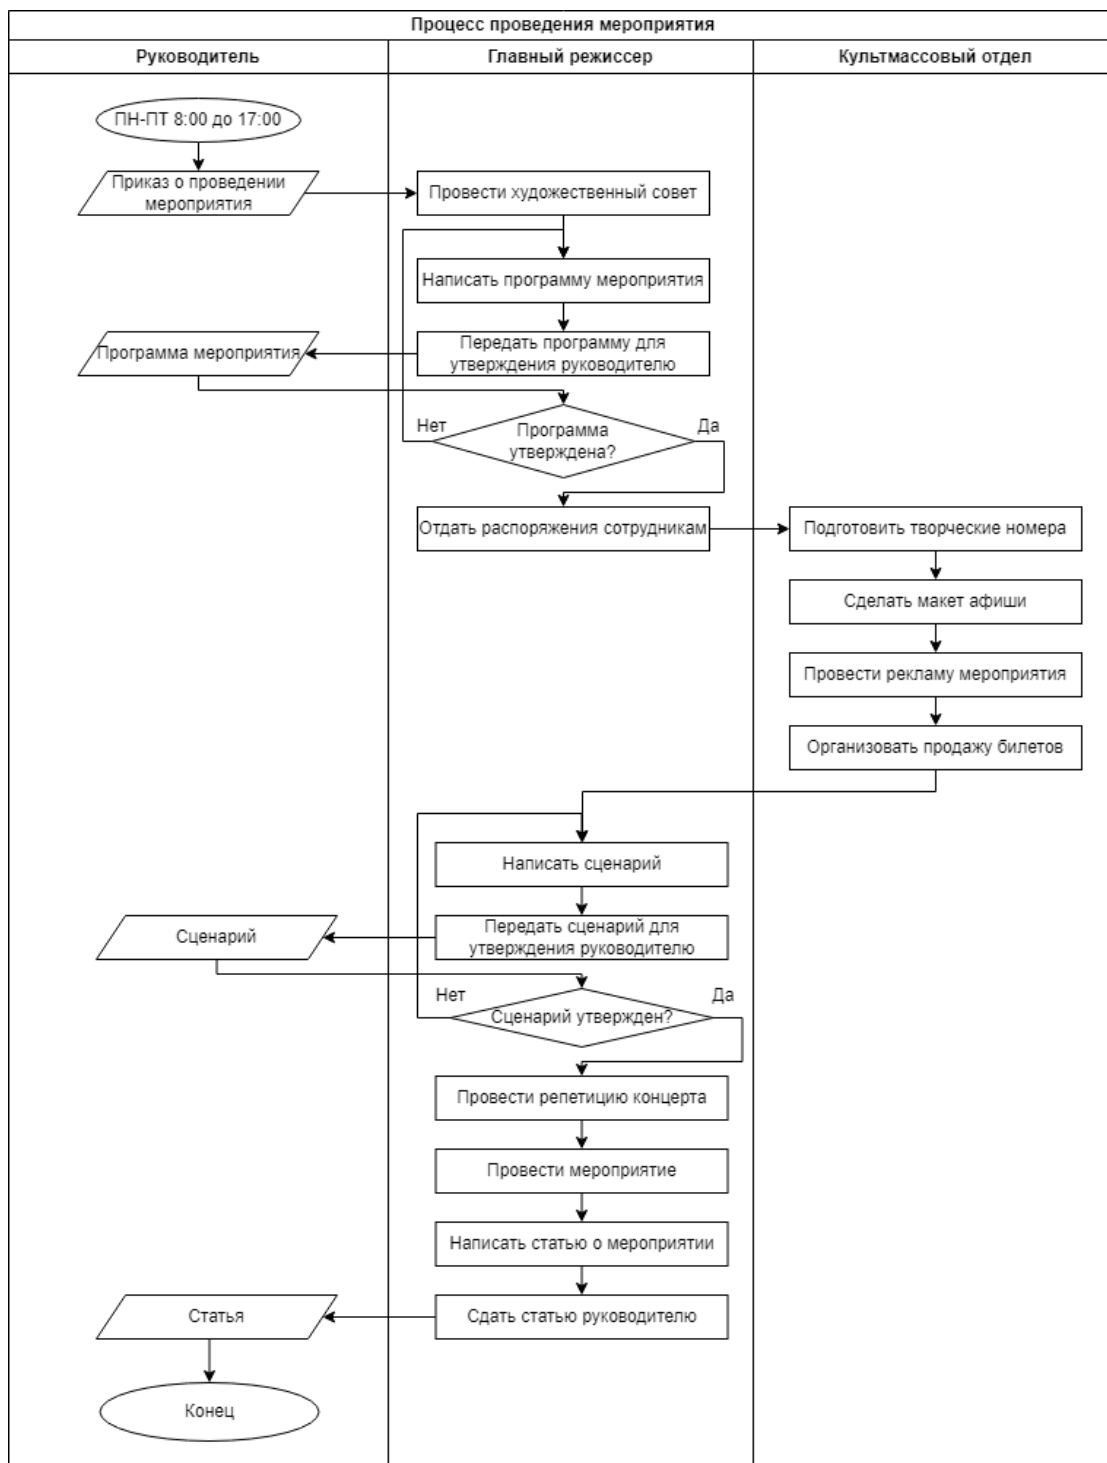 Процесс проведения мероприятия
Руководитель
Главный режиссер
Культмассовый отдел
ПН-ПТ 8:00 до 17:00
Приказ о проведении
мероприятия
Провести художественный совет
Написать программу мероприятия
Программа мероприятия
Передать программу для
утверждения руководителю
Нет
Программа
утверждена?
Да
Отдать распоряжения сотрудникам
Подготовить творческие номера
Сделать макет афиши
Провести рекламу мероприятия
Организовать продажу билетов
Написать сценарий
Сценарий
Передать сценарий для
утверждения руководителю
Нет
Сценарий утвержден?
Да
Провести репетицию концерта
Провести мероприятие
Написать статью о мероприятии
Статья
Сдать статью руководителю
Конец